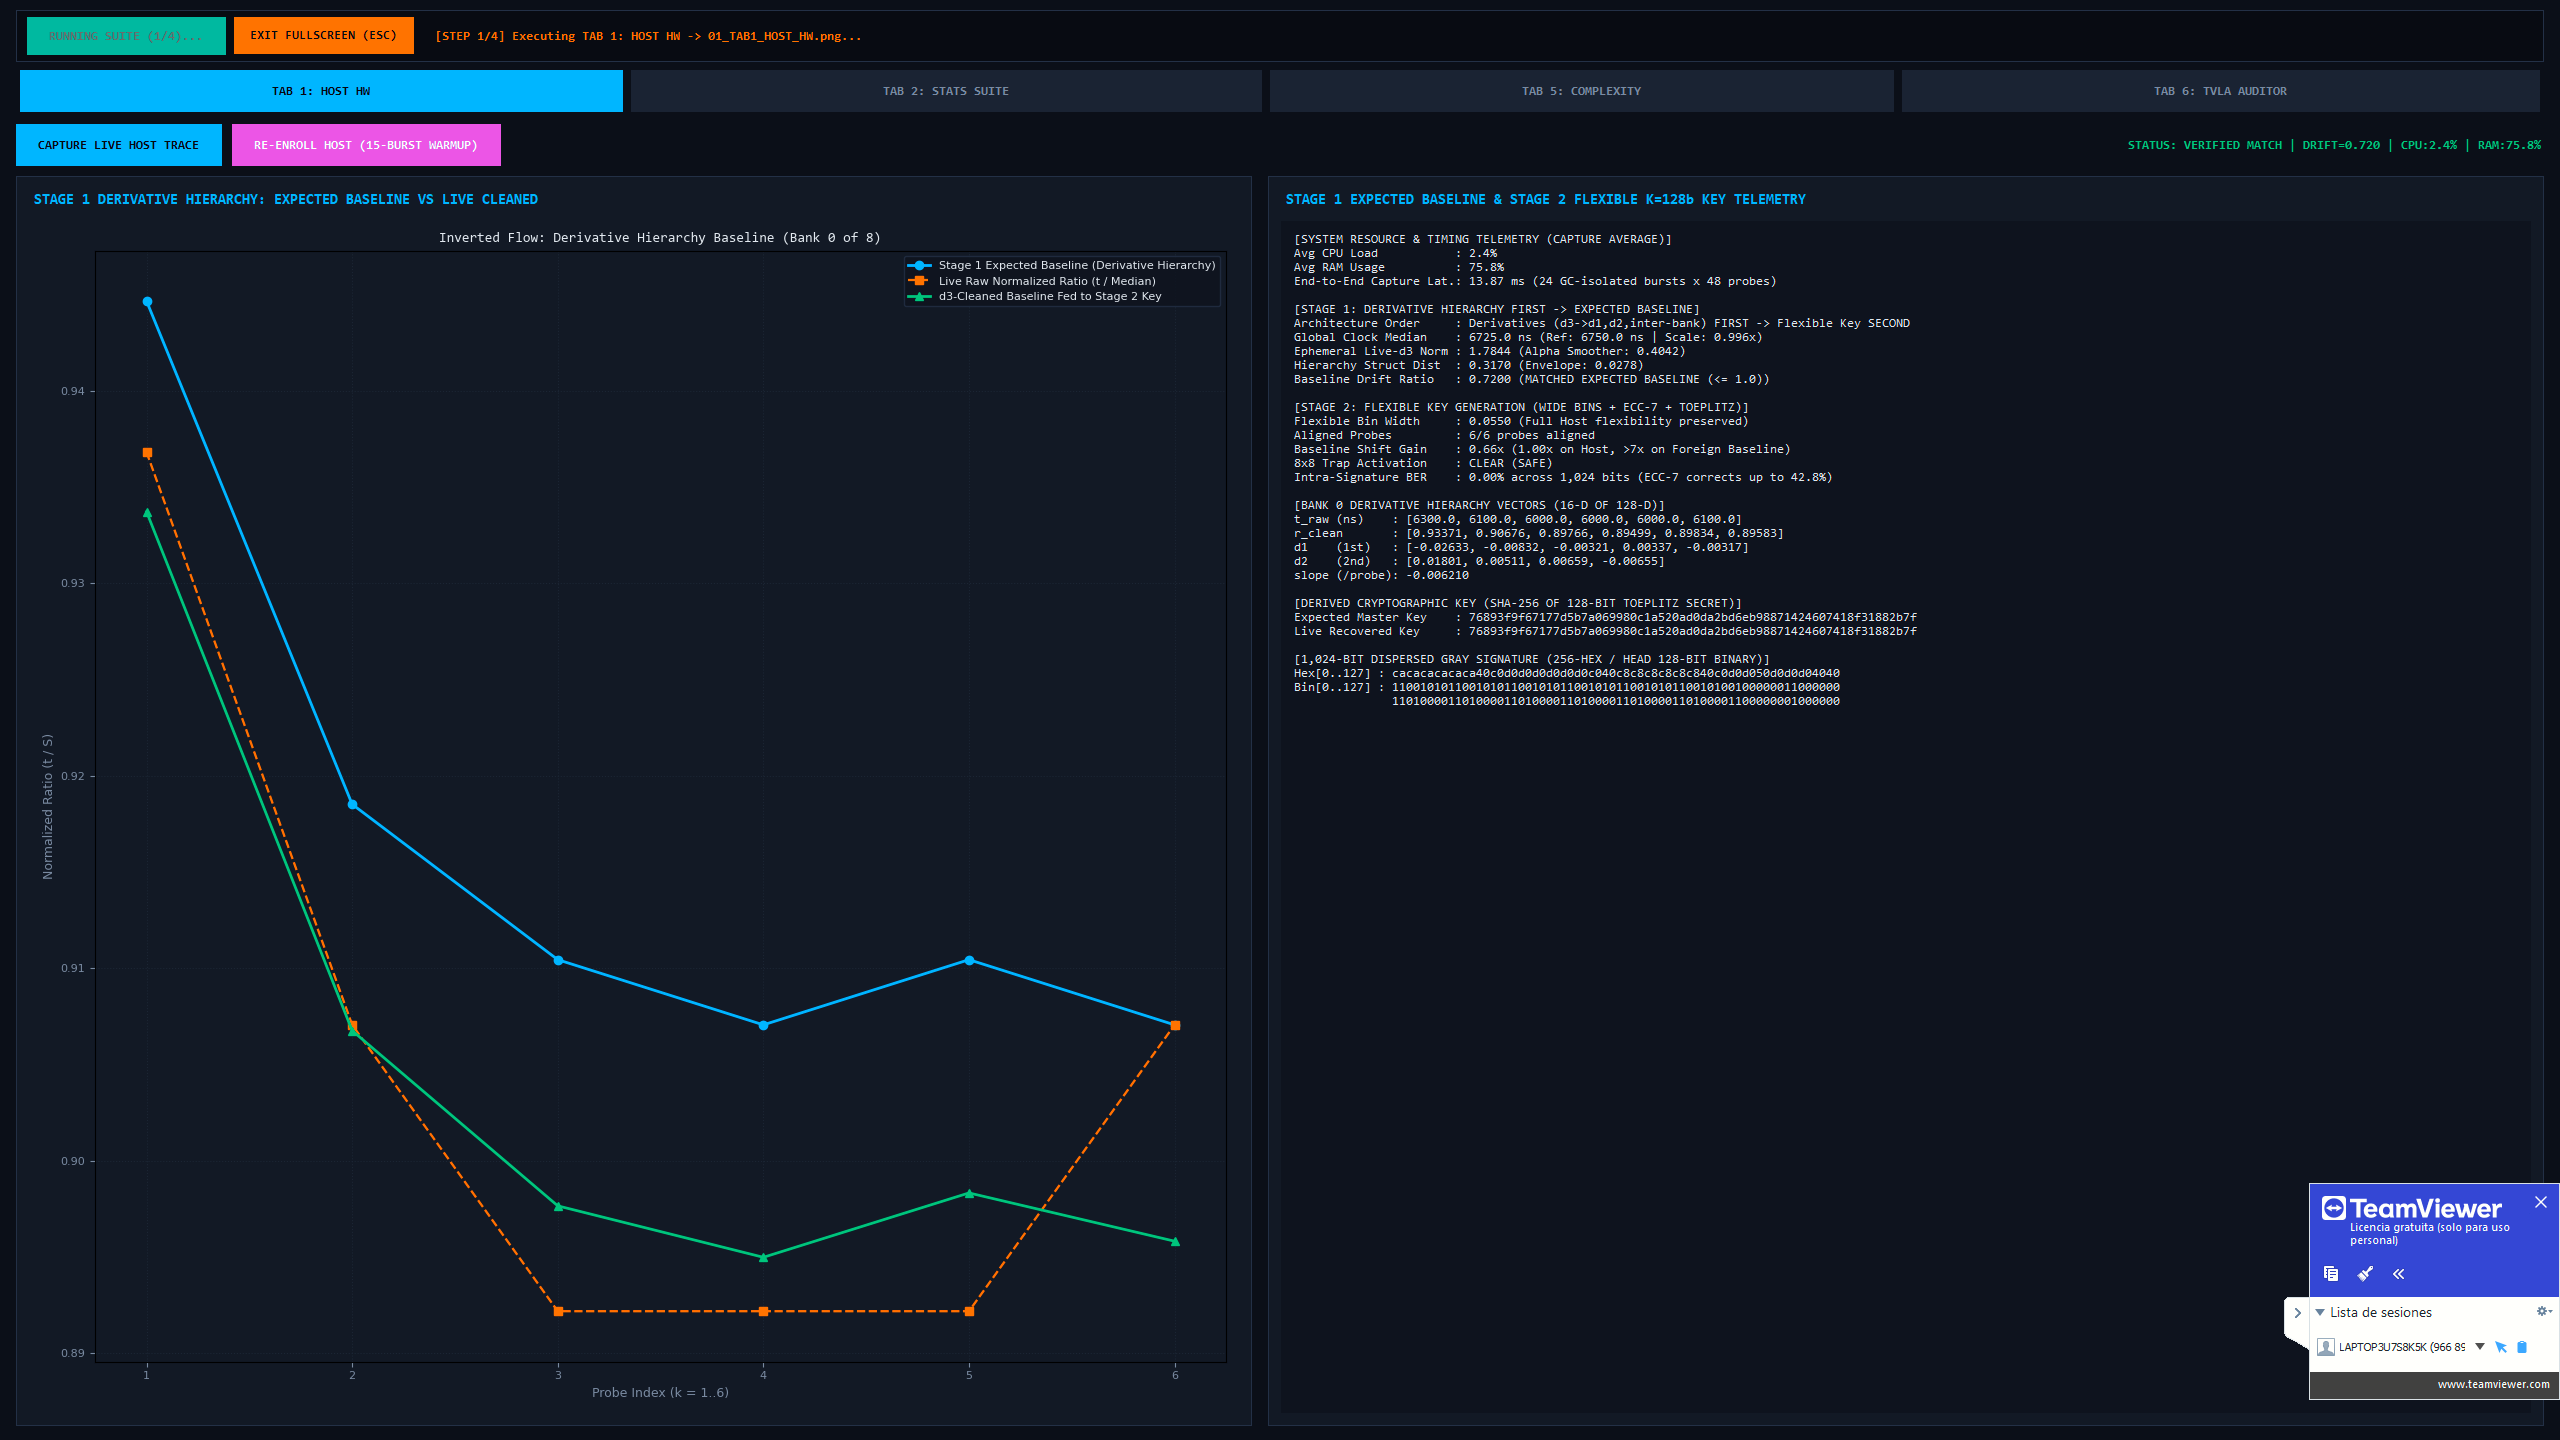 RUNNING SUITE (1/4)...
EXIT FULLSCREEN (ESC)
[STEP 1/4] Executing TAB 1: HOST HW -> 01_TAB1_HOST_HW.png...
TAB 1: HOST HW
TAB 2: STATS SUITE
TAB 5: COMPLEXITY
TAB 6: TVLA AUDITOR
CAPTURE LIVE HOST TRACE
RE-ENROLL HOST (15-BURST WARMUP)
STATUS: VERIFIED MATCH | DRIFT=0.720 | CPU:2.4% | RAM:75.8%
STAGE 1 DERIVATIVE HIERARCHY: EXPECTED BASELINE VS LIVE CLEANED
Inverted Flow: Derivative Hierarchy Baseline (Bank 0 of 8)
Stage 1 Expected Baseline (Derivative Hierarchy)
Live Raw Normalized Ratio (t / Median)
d3-Cleaned Baseline Fed to Stage 2 Key
0.94
0.93
0.92
0.91
0.90
0.89
Normalized Ratio (t / S)
1
2
3
4
5
6
Probe Index (k = 1..6)
STAGE 1 EXPECTED BASELINE & STAGE 2 FLEXIBLE K=128b KEY TELEMETRY
[SYSTEM RESOURCE & TIMING TELEMETRY (CAPTURE AVERAGE)]
Avg CPU Load : 2.4%
Avg RAM Usage : 75.8%
End-to-End Capture Lat.: 13.87 ms (24 GC-isolated bursts x 48 probes)
[STAGE 1: DERIVATIVE HIERARCHY FIRST -> EXPECTED BASELINE]
Architecture Order : Derivatives (d3->d1,d2,inter-bank) FIRST -> Flexible Key SECOND
Global Clock Median : 6725.0 ns (Ref: 6750.0 ns | Scale: 0.996x)
Ephemeral Live-d3 Norm : 1.7844 (Alpha Smoother: 0.4042)
Hierarchy Struct Dist : 0.3170 (Envelope: 0.0278)
Baseline Drift Ratio : 0.7200 (MATCHED EXPECTED BASELINE (<= 1.0))
[STAGE 2: FLEXIBLE KEY GENERATION (WIDE BINS + ECC-7 + TOEPLITZ)]
Flexible Bin Width : 0.0550 (Full Host flexibility preserved)
Aligned Probes : 6/6 probes aligned
Baseline Shift Gain : 0.66x (1.00x on Host, >7x on Foreign Baseline)
8x8 Trap Activation : CLEAR (SAFE)
Intra-Signature BER : 0.00% across 1,024 bits (ECC-7 corrects up to 42.8%)
[BANK 0 DERIVATIVE HIERARCHY VECTORS (16-D OF 128-D)]
t_raw (ns) : [6300.0, 6100.0, 6000.0, 6000.0, 6000.0, 6100.0]
r_clean : [0.93371, 0.90676, 0.89766, 0.89499, 0.89834, 0.89583]
d1 (1st) : [-0.02633, -0.00832, -0.00321, 0.00337, -0.00317]
d2 (2nd) : [0.01801, 0.00511, 0.00659, -0.00655]
slope (/probe): -0.006210
[DERIVED CRYPTOGRAPHIC KEY (SHA-256 OF 128-BIT TOEPLITZ SECRET)]
Expected Master Key : 76893f9f67177d5b7a069980c1a520ad0da2bd6eb98871424607418f31882b7f
Live Recovered Key : 76893f9f67177d5b7a069980c1a520ad0da2bd6eb98871424607418f31882b7f
[1,024-BIT DISPERSED GRAY SIGNATURE (256-HEX / HEAD 128-BIT BINARY)]
Hex[0..127] : cacacacacaca40c0d0d0d0d0d0d0c040c8c8c8c8c8c840c0d0d050d0d0d04040
Bin[0..127] : 1100101011001010110010101100101011001010110010100100000011000000
1101000011010000110100001101000011010000110100001100000001000000
TeamViewer
Licencia gratuita (solo para uso
personal)
Lista de sesiones
LAPTOP3U7S8K5K (966 89
www.teamviewer.com